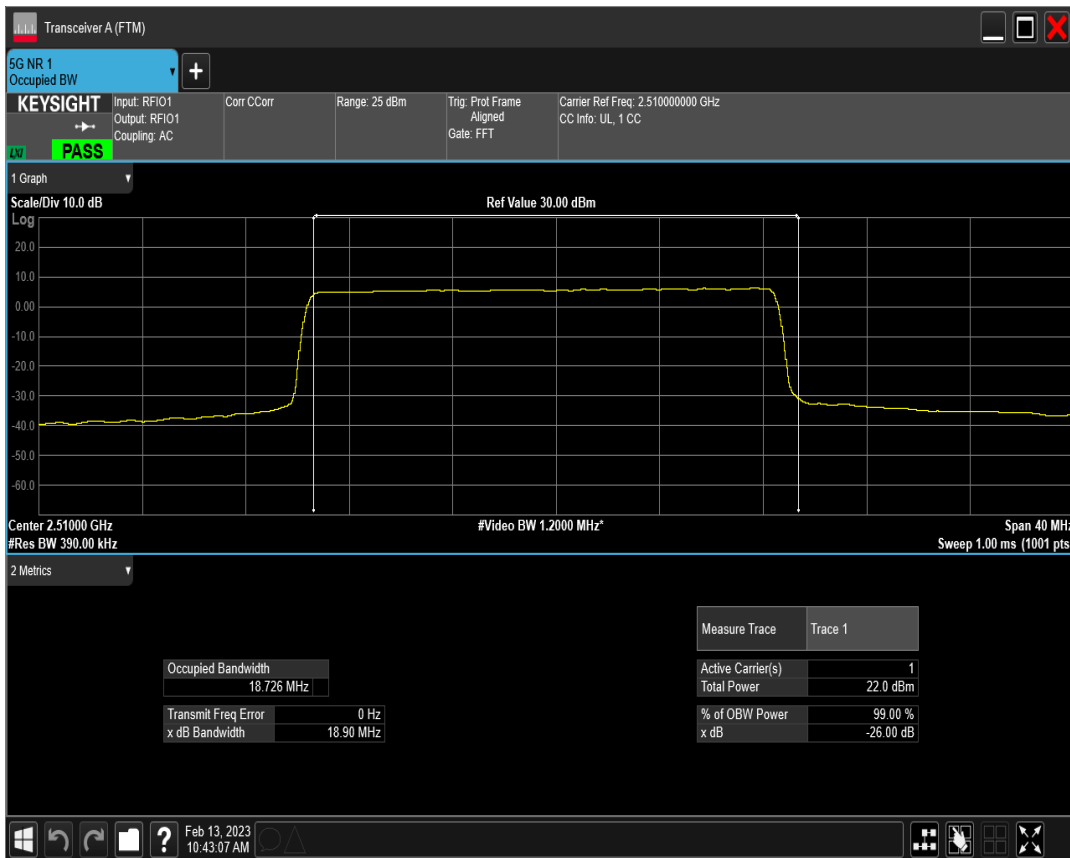 Transceiver A (FTM)
5G NR 1
Occupied BW
+
KEYSIGHT
LXI
PASS
Input: RFIO1
Output: RFIO1
Coupling: AC
Corr CCorr
Range: 25 dBm
Trig: Prot Frame
Aligned
Gate: FFT
Carrier Ref Freq: 2.510000000 GHz
CC Info: UL, 1 CC
1 Graph
Scale/Div 10.0 dB
Ref Value 30.00 dBm
Log
20.0
10.0
0.00
-10.0
-20.0
-30.0
-40.0
-50.0
-60.0
Center 2.51000 GHz
#Video BW 1.2000 MHz*
Span 40 MHz
#Res BW 390.00 kHz
Sweep 1.00 ms (1001 pts
2 Metrics
Measure Trace Trace 1
Occupied Bandwidth
18.726 MHz
Active Carrier(s) 1
Total Power 22.0 dBm
Transmit Freq Error 0 Hz
x dB Bandwidth 18.90 MHz
% of OBW Power 99.00 %
x dB -26.00 dB
?
Feb 13, 2023
10:43:07 AM